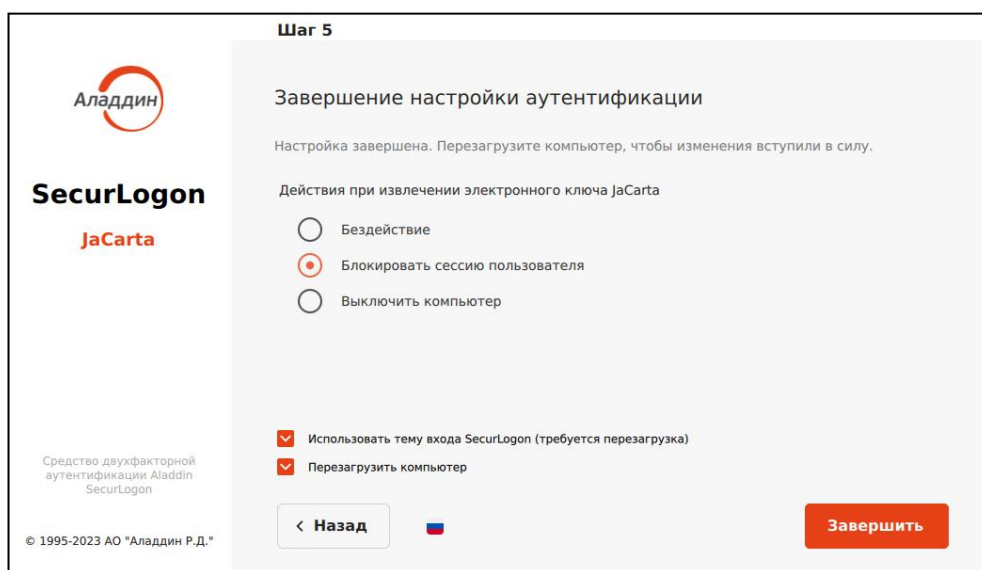 Шаг 5
Аладдин
SecurLogon
JaCarta
Завершение настройки аутентификации
Настройка завершена. Перезагрузите компьютер, чтобы изменения вступили в силу.
Действия при извлечении электронного ключа JaCarta
Бездействие
Блокировать сессию пользователя
Выключить компьютер
Использовать тему входа SecurLogon (требуется перезагрузка)
Перезагрузить компьютер
Средство двухфакторной
аутентификации Aladdin
SecurLogon
© 1995-2023 АО "Аладдин Р.Д."
‹ Назад
Завершить